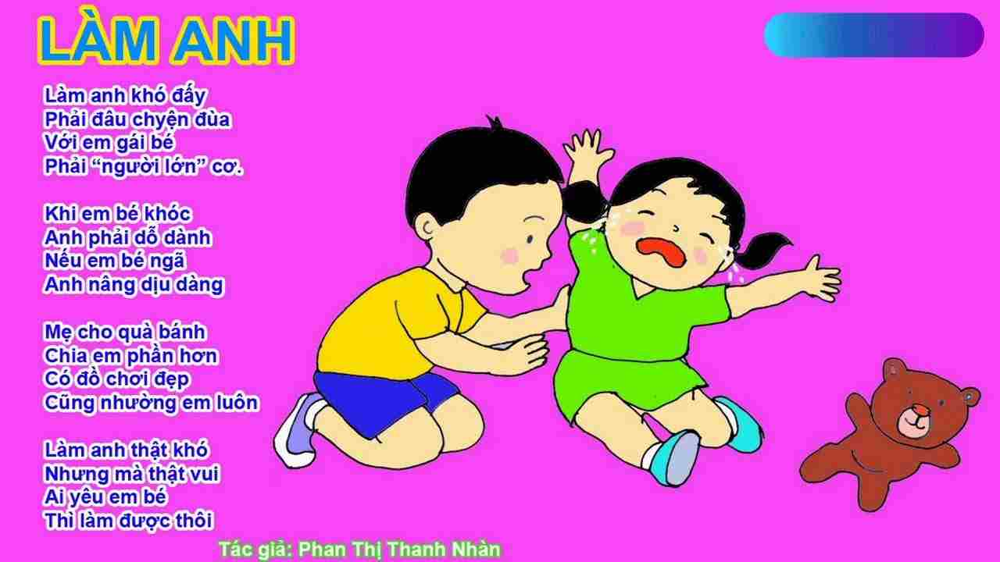 LÀM ANH
Làm anh khó đấy
Phải đâu chyện đùa
Với em gái bé
Phải “người lớn” cơ.
Khi em bé khóc
Anh phải dỗ dành
Nếu em bé ngã
Anh nâng dịu dàng
Mẹ cho quà bánh
Chia em phần hơn
Có đồ chơi đẹp
Cũng nhường em luôn
Làm anh thật khó
Nhưng mà thật vui
Ai yêu em bé
Thì làm được thôi
Tác giả: Phan Thị Thanh Nhàn